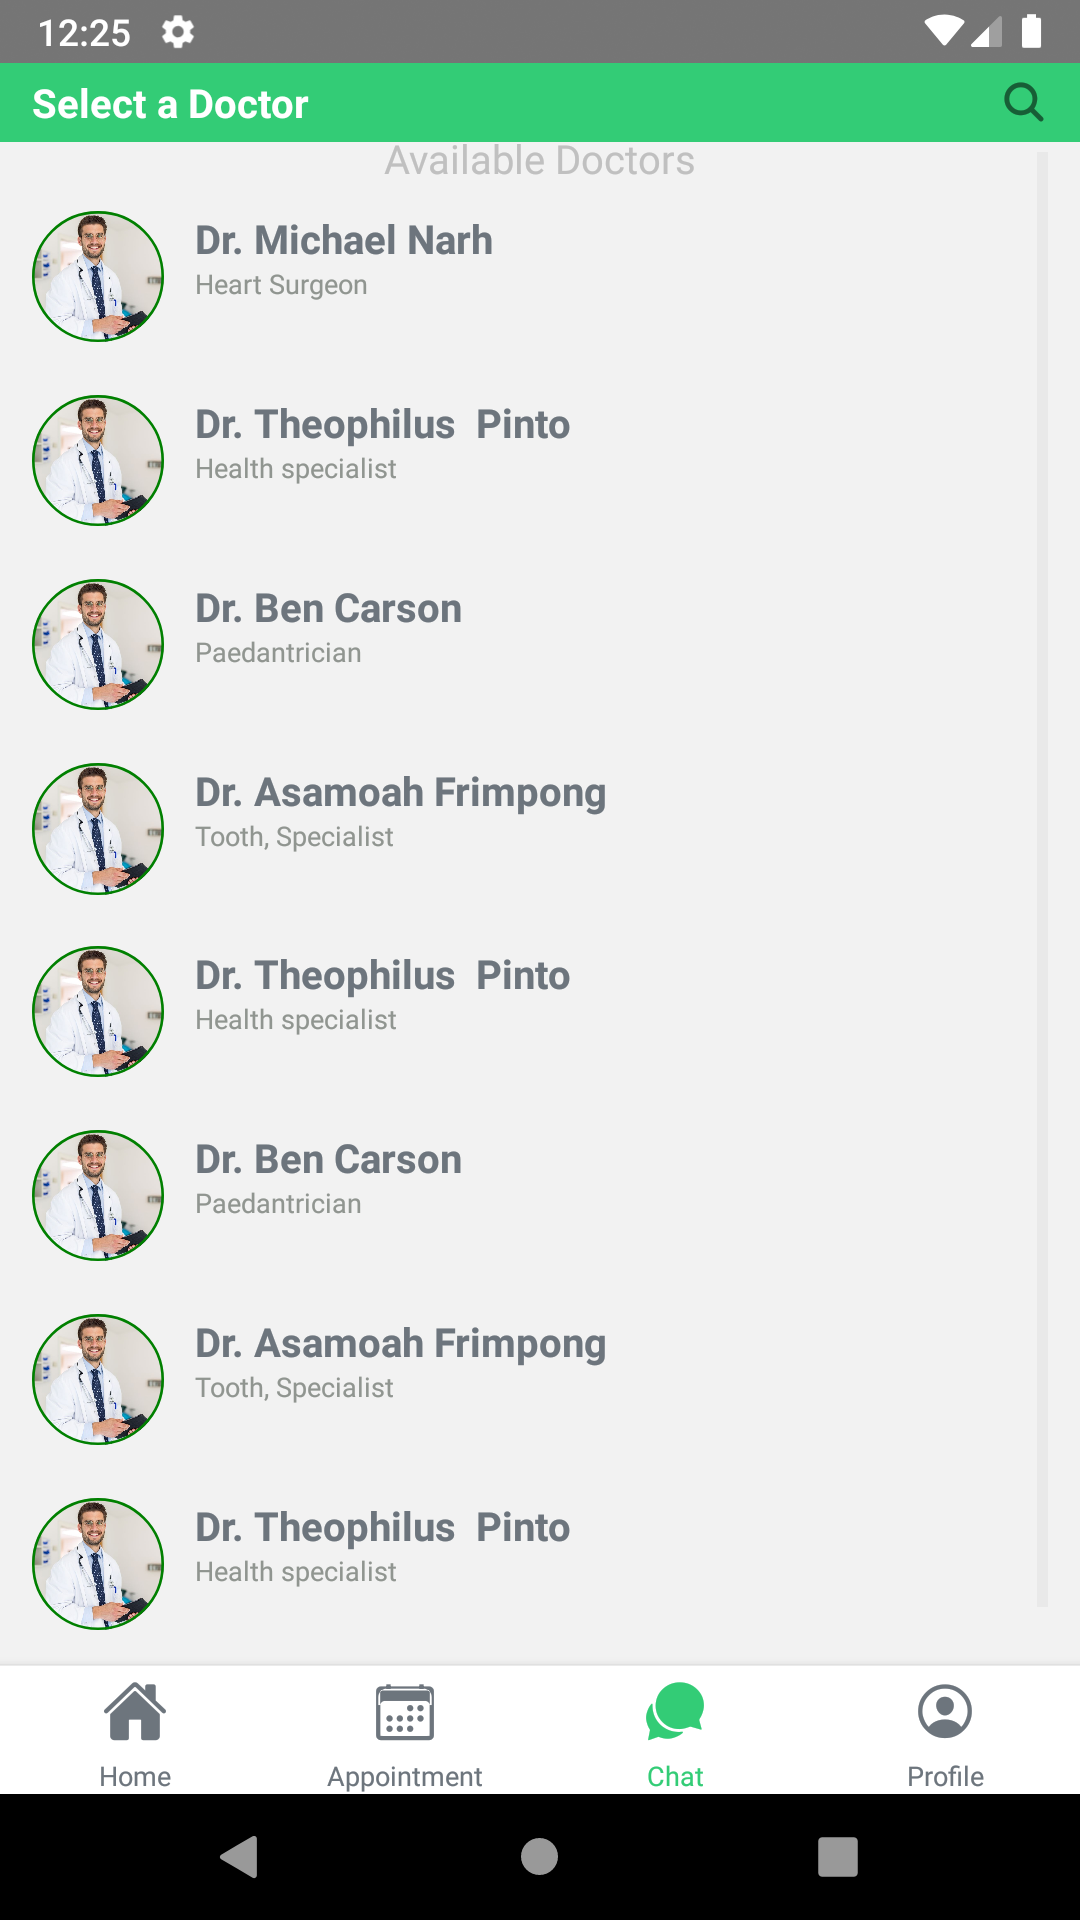 12:25
Select a Doctor
Available Doctors
Dr. Michael Narh
Heart Surgeon
Dr. Theophilus  Pinto
Health specialist
Dr. Ben Carson
Paedantrician
Dr. Asamoah Frimpong
Tooth, Specialist
Dr. Theophilus  Pinto
Health specialist
Dr. Ben Carson
Paedantrician
Dr. Asamoah Frimpong
Tooth, Specialist
Dr. Theophilus  Pinto
Health specialist
Home Appointment Chat Profile